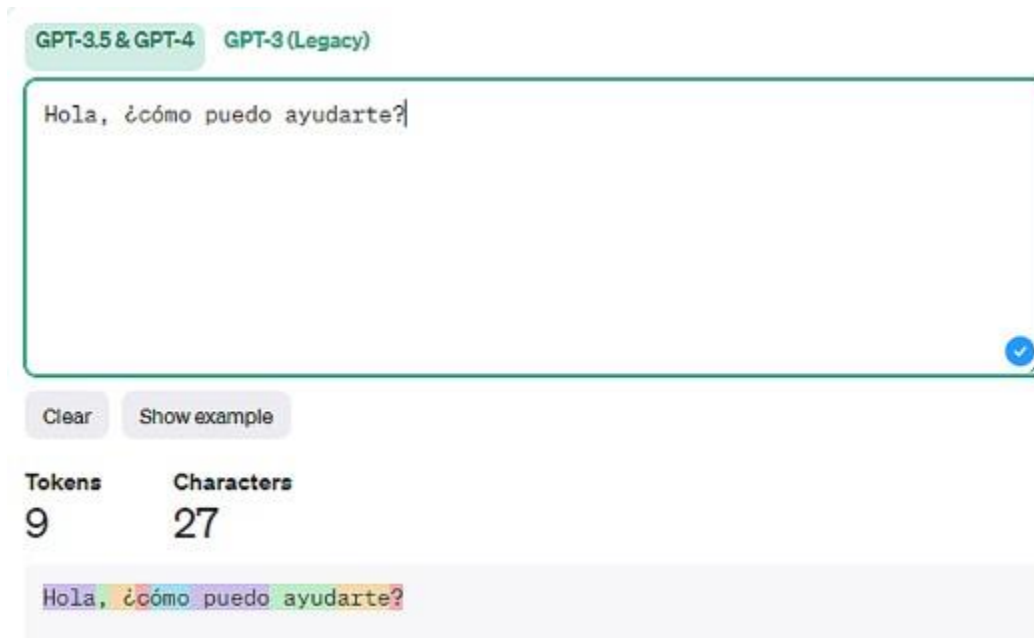 GPT-3.5 & GPT-4 GPT-3 (Legacy)
Hola, ¿cómo puedo ayudarte?
Clear Show example
Tokens Characters
9 27
Hola, ¿cómo puedo ayudarte?